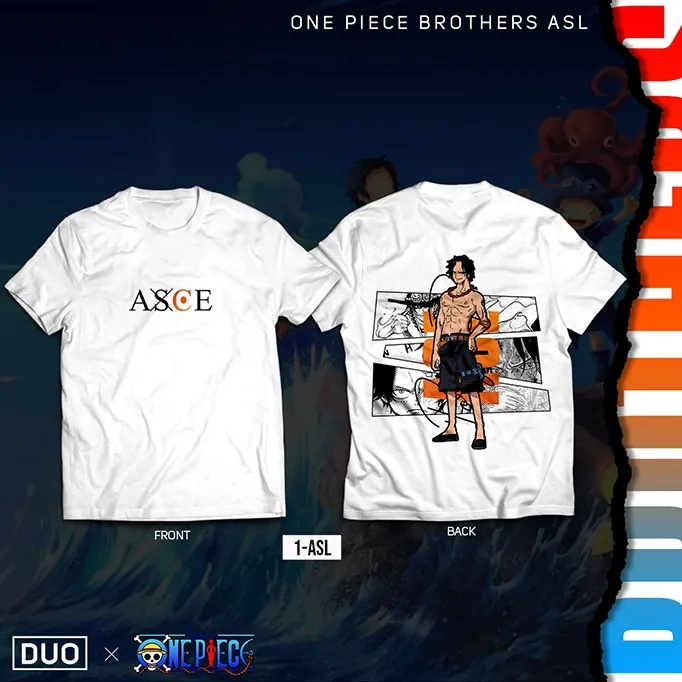 ONE PIECE BROTHERS ASL
ASCE
FRONT
BACK
1-ASL
DUO × ONE PIECE